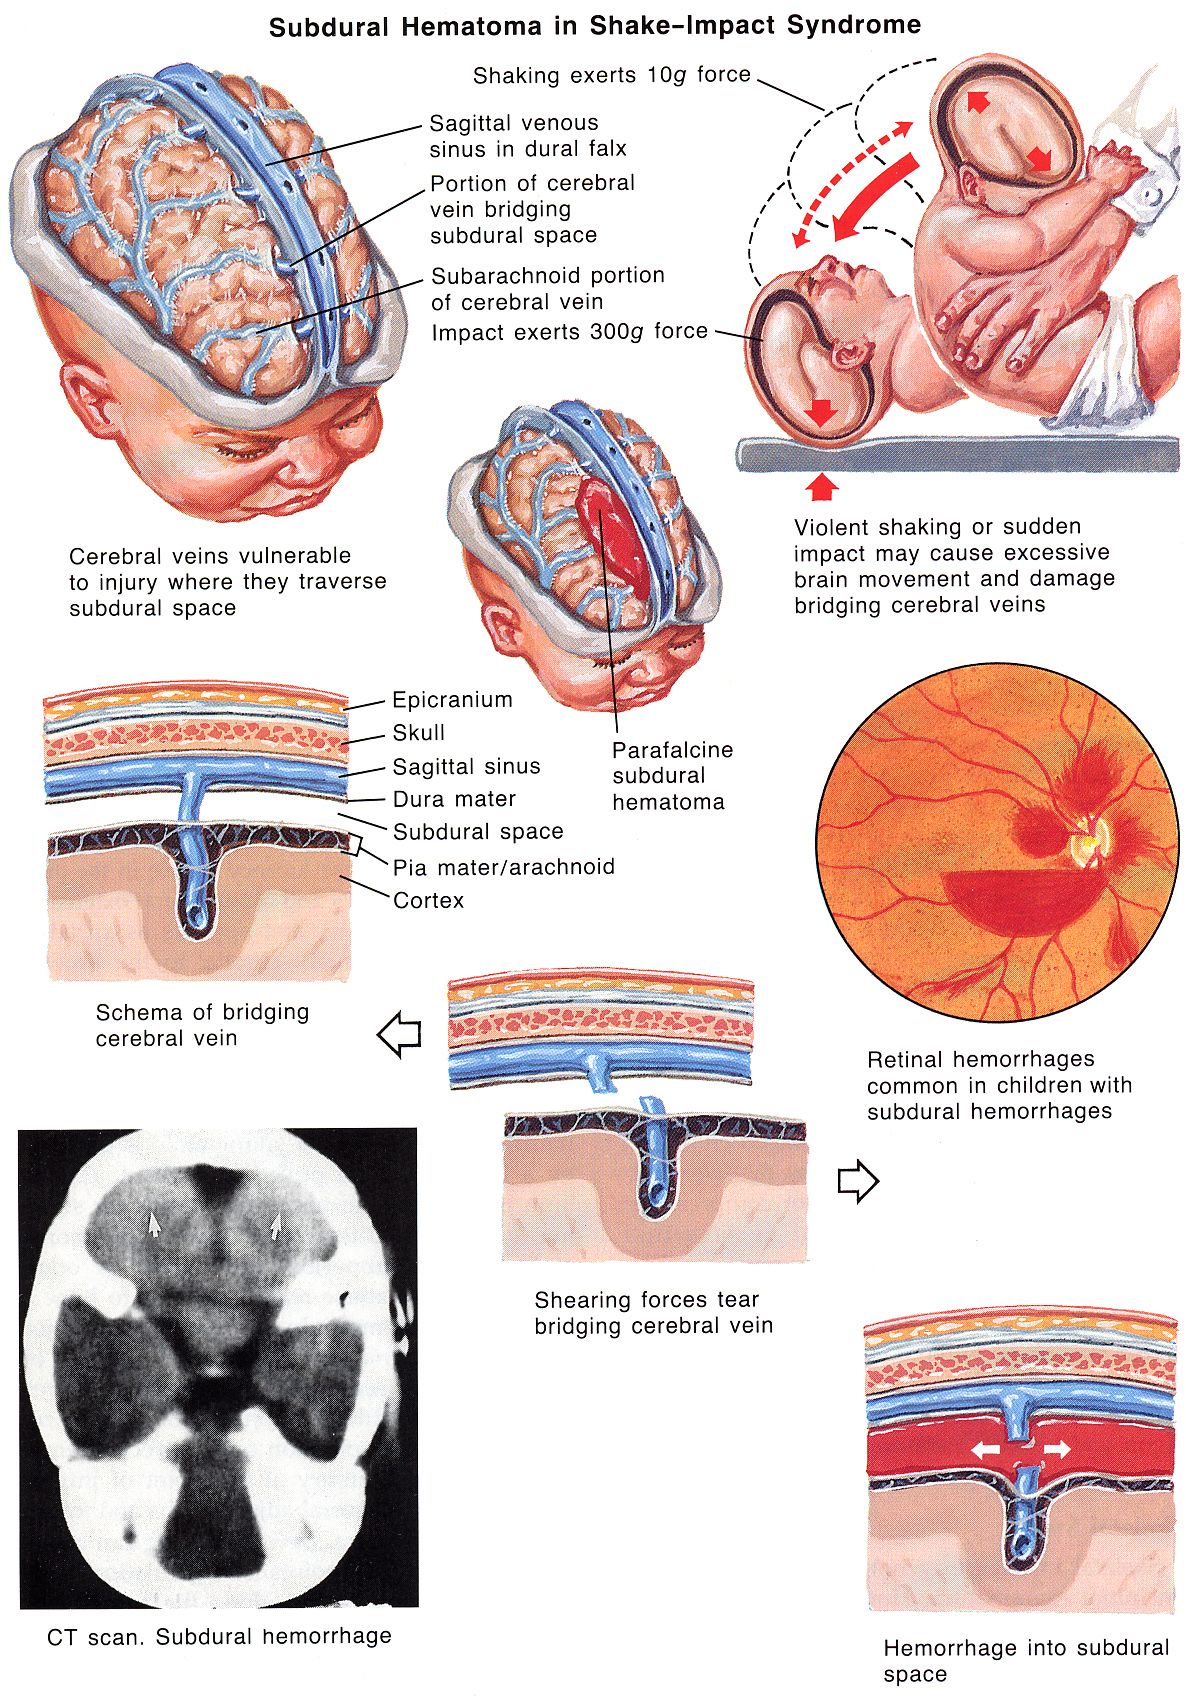 Subdural Hematoma in Shake-Impact Syndrome
Shaking exerts 10g force
Sagittal venous
sinus in dural falx
Portion of cerebral
vein bridging
subdural space
Subarachnoid portion
of cerebral vein
Impact exerts 300g force
Cerebral veins vulnerable
to injury where they traverse
subdural space
Violent shaking or sudden
impact may cause excessive
brain movement and damage
bridging cerebral veins
Epicranium
Skull
Sagittal sinus
Dura mater
Subdural space
Pia mater/arachnoid
Cortex
Parafalcine
subdural
hematoma
Schema of bridging
cerebral vein
Retinal hemorrhages
common in children with
subdural hemorrhages
Shearing forces tear
bridging cerebral vein
CT scan. Subdural hemorrhage
Hemorrhage into subdural
space